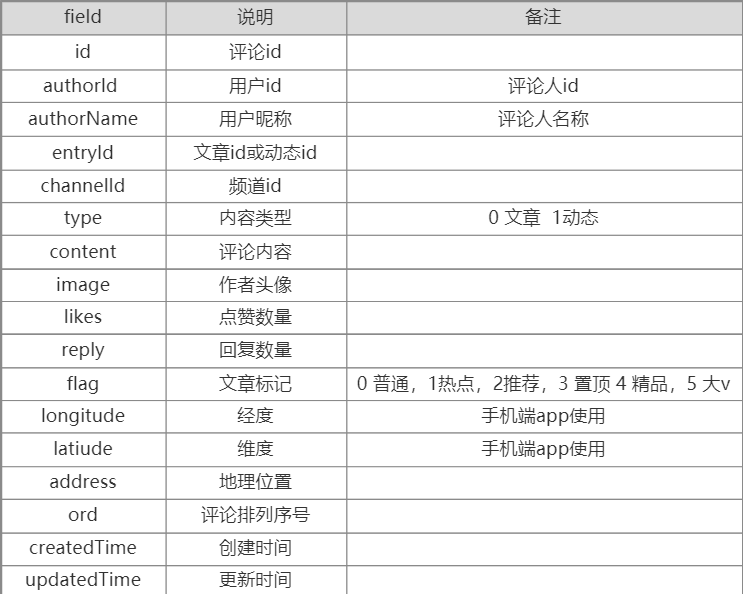 field 说明 备注
id 评论id
authorId 用户id 评论人id
authorName 用户昵称 评论人名称
entryId 文章id或动态id
channelId 频道id
type 内容类型 0 文章 1动态
content 评论内容
image 作者头像
likes 点赞数量
reply 回复数量
flag 文章标记 0 普通，1热点，2推荐，3 置顶 4 精品，5 大v
longitude 经度 手机端app使用
latiude 维度 手机端app使用
address 地理位置
ord 评论排列序号
createdTime 创建时间
updatedTime 更新时间